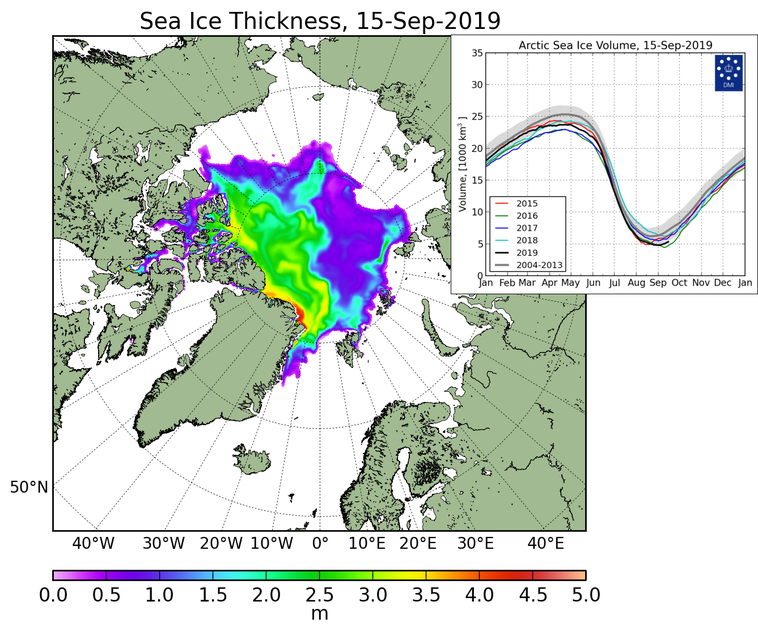 Sea Ice Thickness, 15-Sep-2019
Arctic Sea Ice Volume, 15-Sep-2019
DMI
Volume, [1000 km³]
35
30
25
20
15
10
5
0
2015
2016
2017
2018
2019
2004-2013
Jan Feb Mar Apr May Jun Jul Aug Sep Oct Nov Dec Jan
50°N
40°W 30°W 20°W 10°W 0° 10°E 20°E 30°E 40°E
0.0 0.5 1.0 1.5 2.0 2.5 3.0 3.5 4.0 4.5 5.0
m